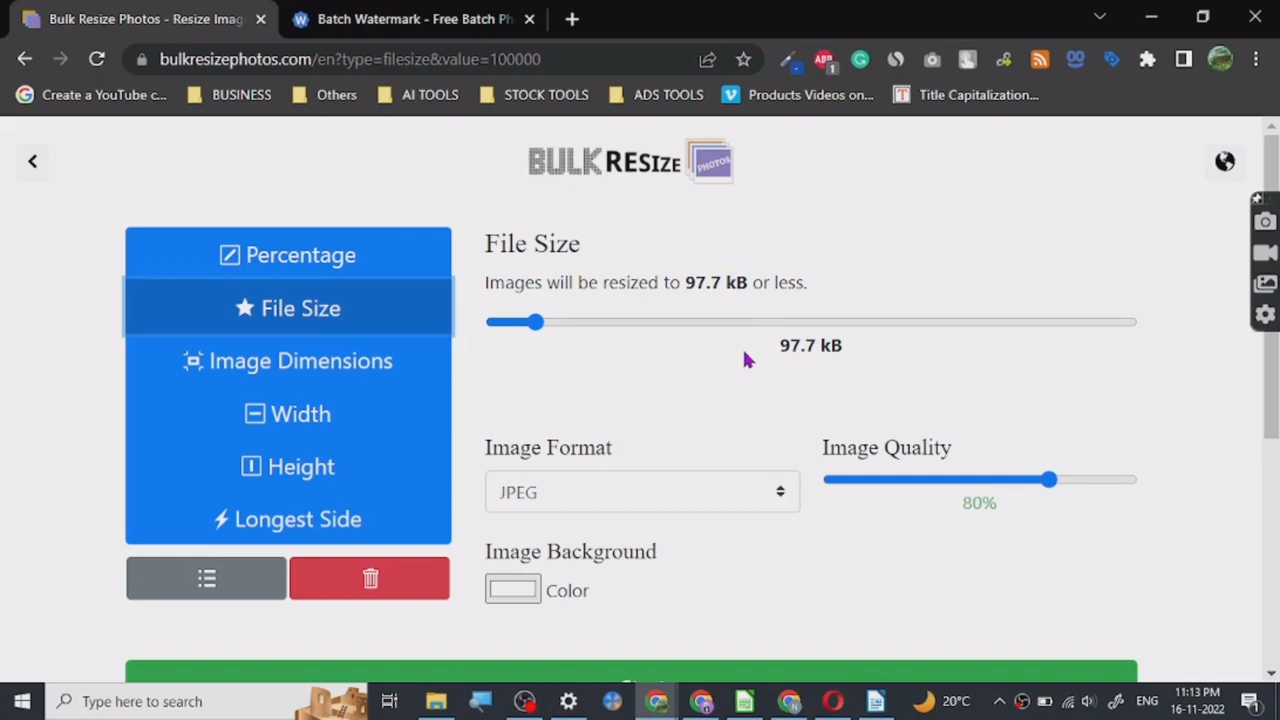 Bulk Resize Photos - Resize Imag
Batch Watermark - Free Batch Ph
bulkresizephotos.com/en?type=filesize&value=100000
ABP
1
Create a YouTube c...
BUSINESS
Others
AI TOOLS
STOCK TOOLS
ADS TOOLS
Products Videos on...
Title Capitalization...
BULK RESIZE PHOTOS
Percentage
File Size
Image Dimensions
Width
Height
Longest Side
File Size
Images will be resized to 97.7 kB or less.
97.7 kB
Image Format
JPEG
Image Quality
80%
Image Background
Color
Type here to search
20°C
ENG
11:13 PM
16-11-2022
1